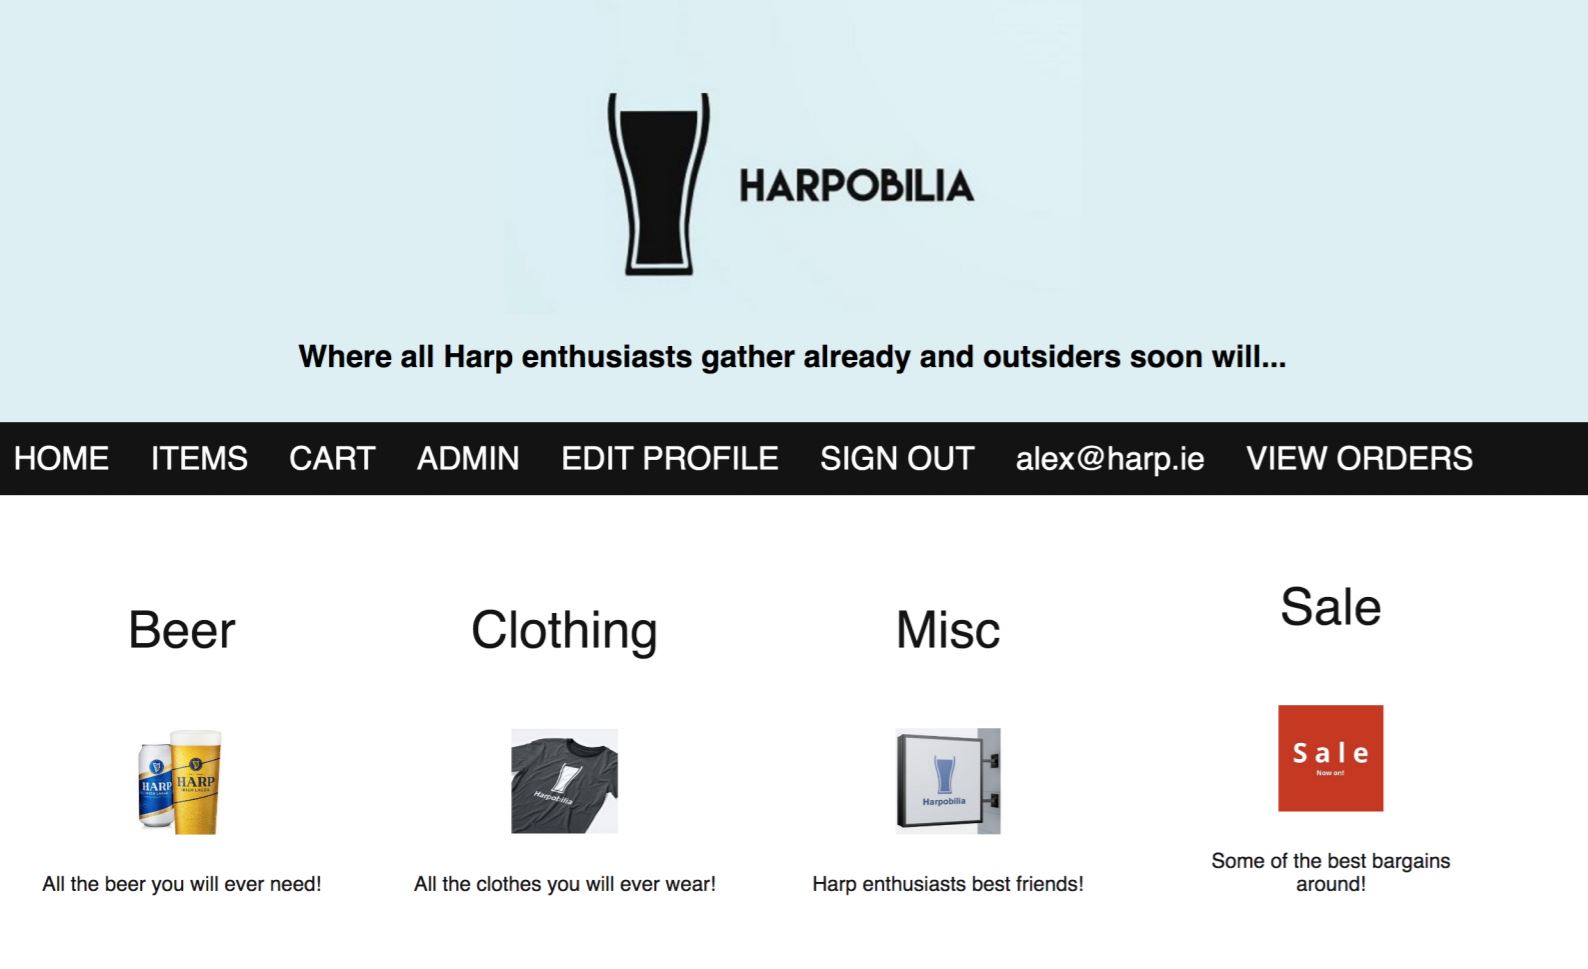 HARPOBILIA
Where all Harp enthusiasts gather already and outsiders soon will...
HOME ITEMS CART ADMIN EDIT PROFILE SIGN OUT alex@harp.ie VIEW ORDERS
Beer
Clothing
Misc
Sale
HARP
HARP
IRISH LAGER
Harpobilia
Harpobilia
Sale
Now on!
All the beer you will ever need!
All the clothes you will ever wear!
Harp enthusiasts best friends!
Some of the best bargains
around!